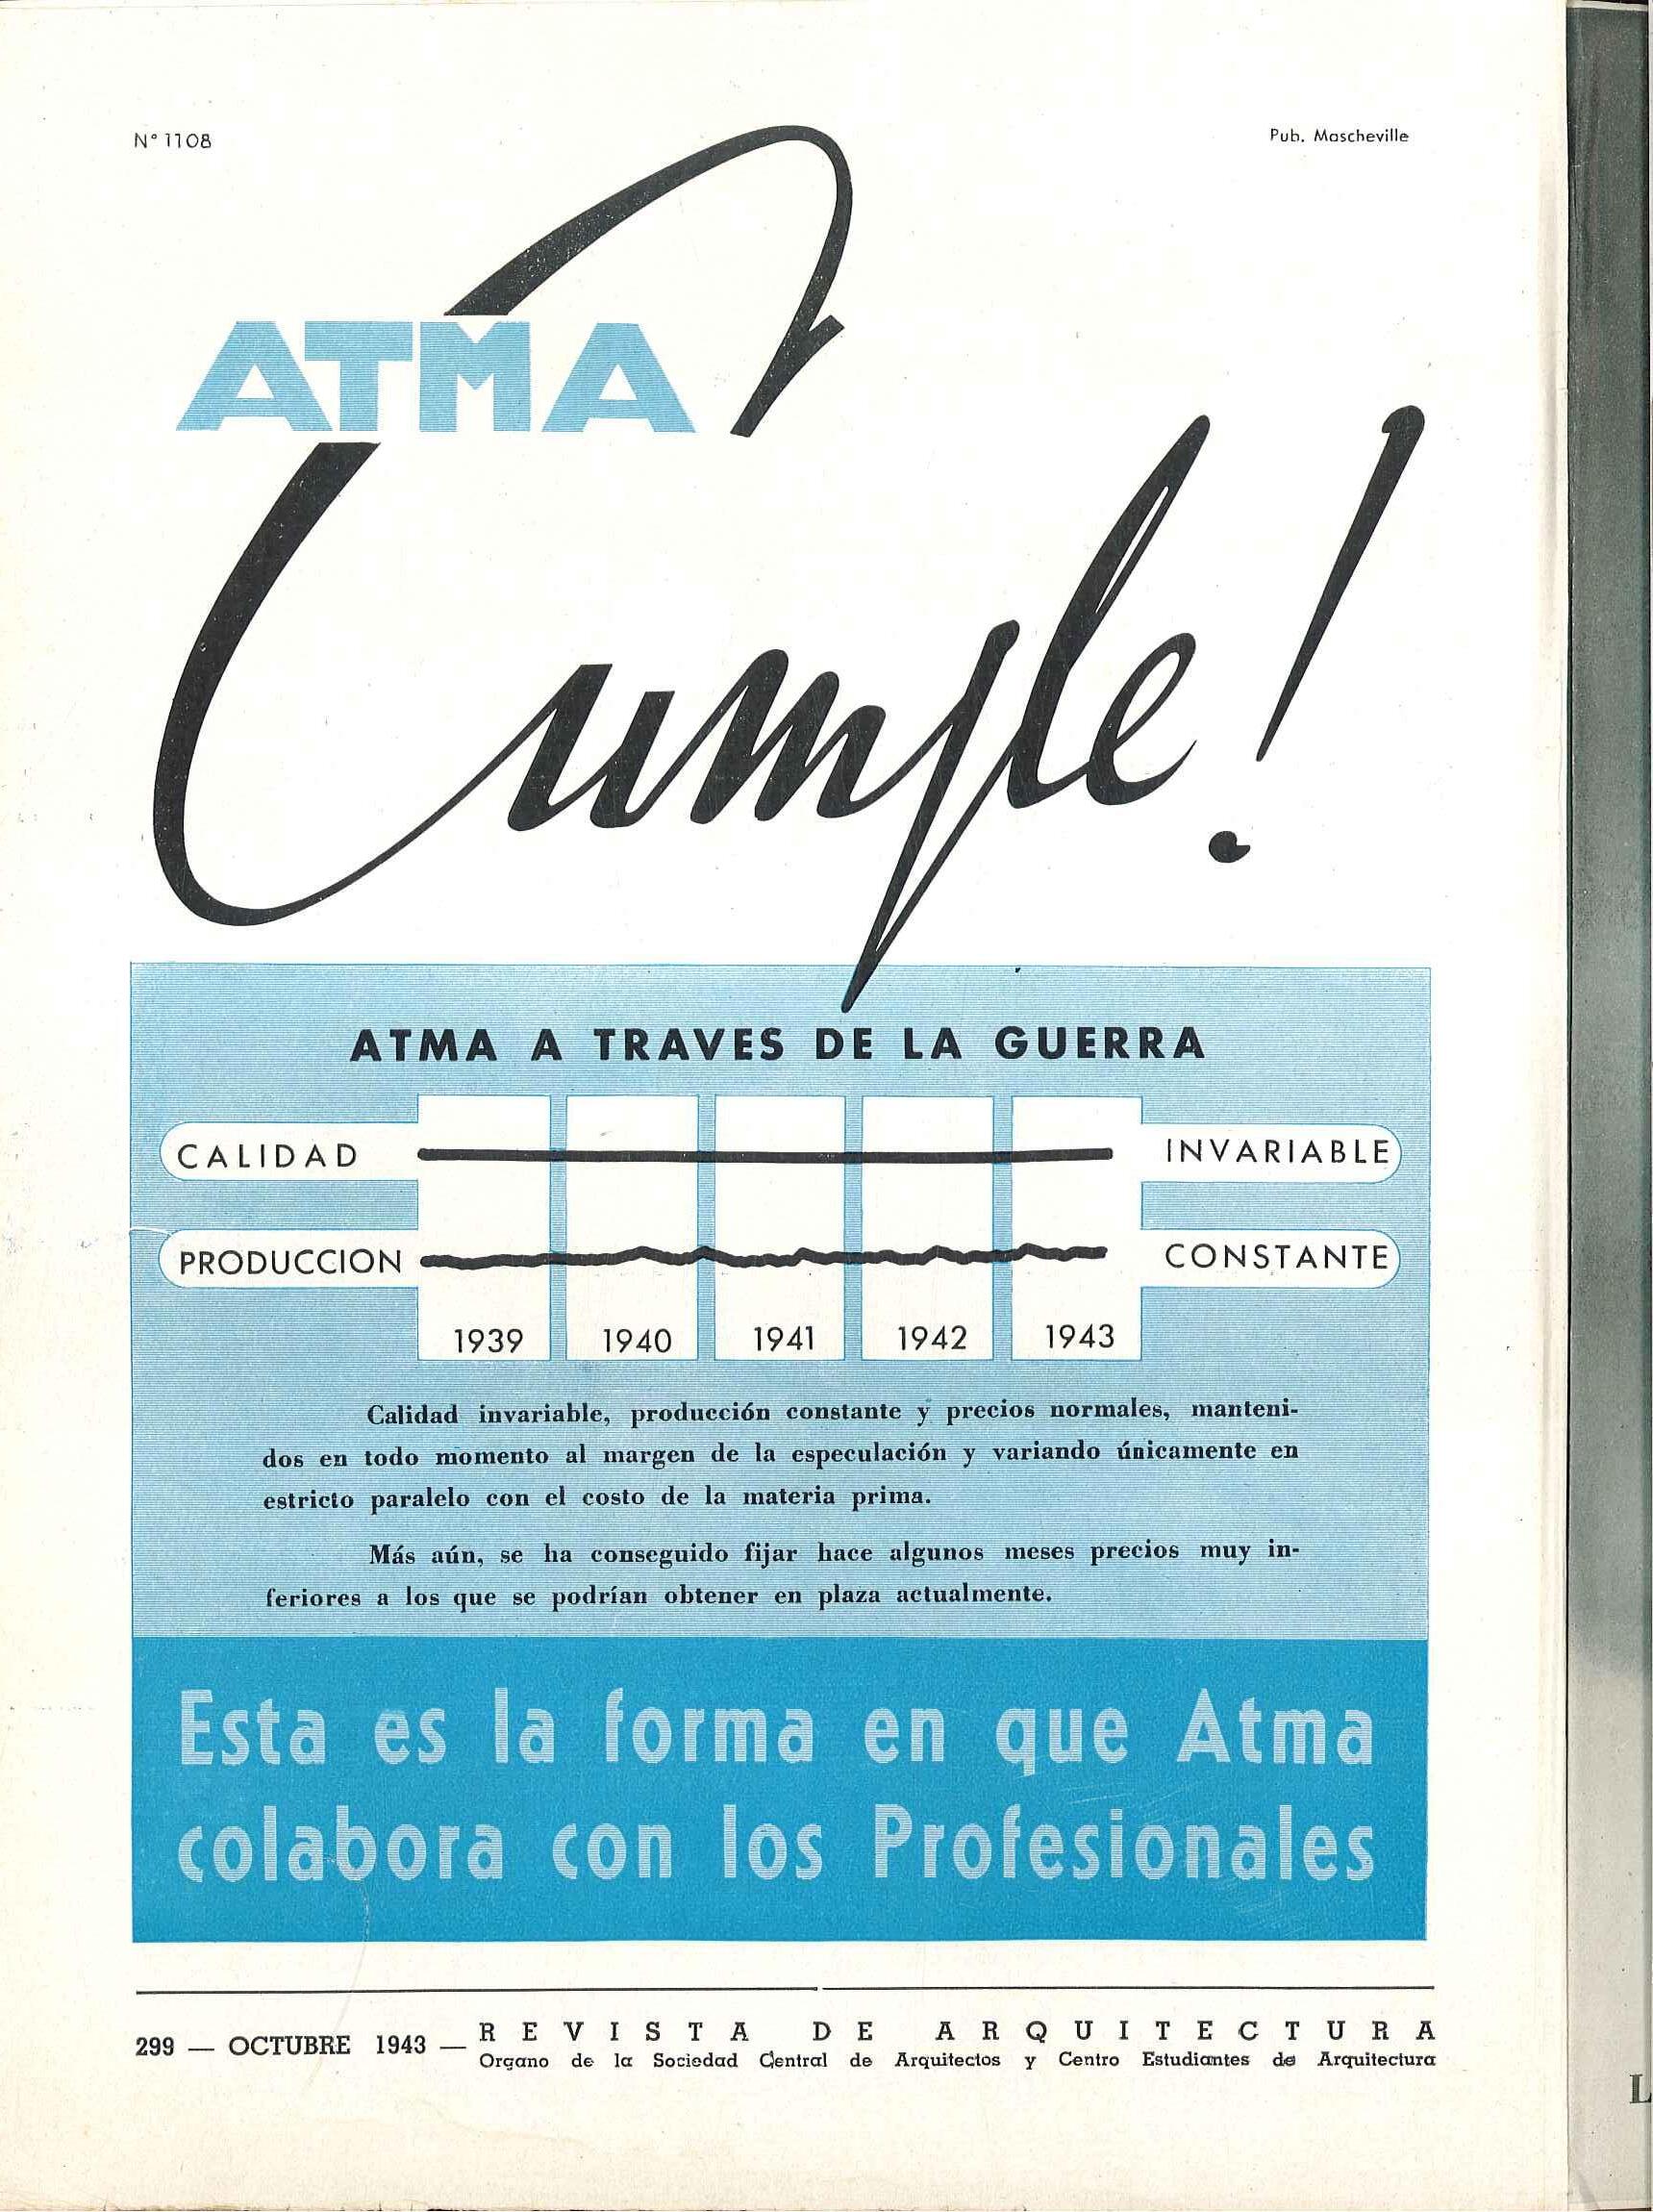 N° 1108
Pub. Mascheville
ATMA
Cumple!
ATMA A TRAVES DE LA GUERRA
CALIDAD
INVARIABLE
PRODUCCION
CONSTANTE
1939 1940 1941 1942 1943
Calidad invariable, producción constante y precios normales, manteni-
dos en todo momento al margen de la especulación y variando únicamente en
estricto paralelo con el costo de la materia prima.
Más aún, se ha conseguido fijar hace algunos meses precios muy in-
feriores a los que se podrían obtener en plaza actualmente.
Esta es la forma en que Atma
colabora con los Profesionales
299 — OCTUBRE 1943 — REVISTA DE ARQUITECTURA
Organo de la Sociedad Central de Arquitectos y Centro Estudiantes de Arquitectura
L